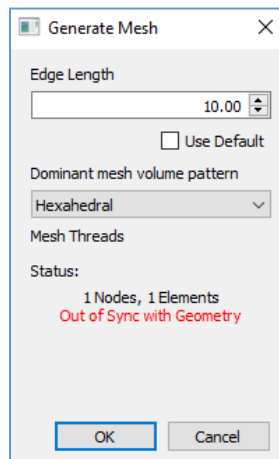 Generate Mesh
Edge Length
10.00
Use Default
Dominant mesh volume pattern
Hexahedral
Mesh Threads
Status:
1 Nodes, 1 Elements
Out of Sync with Geometry
OK Cancel